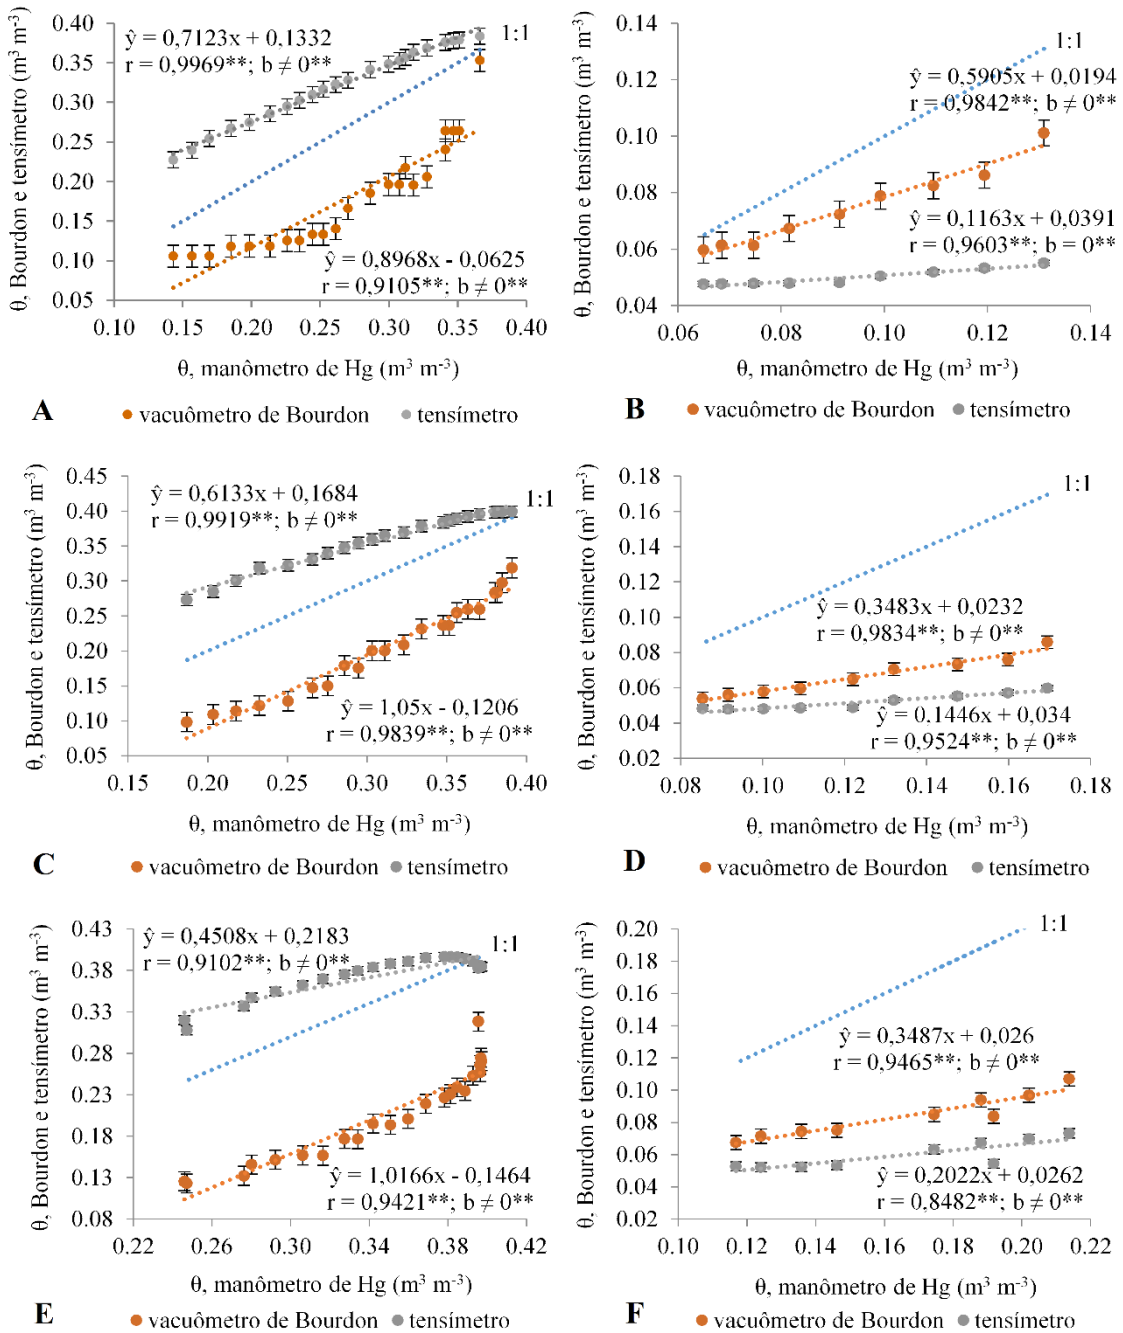 θ, Bourdon e tensímetro (m³ m⁻³)
0.40
0.35
0.30
0.25
0.20
0.15
0.10
0.05
ŷ = 0,7123x + 0,1332
r = 0,9969**; b ≠ 0**
1:1
ŷ = 0,8968x - 0,0625
r = 0,9105**; b ≠ 0**
0.10 0.15 0.20 0.25 0.30 0.35 0.40
θ, manômetro de Hg (m³ m⁻³)
A
vacuômetro de Bourdon tensímetro
θ, Bourdon e tensímetro (m³ m⁻³)
0.14
0.12
0.10
0.08
0.06
0.04
1:1
ŷ = 0,5905x + 0,0194
r = 0,9842**; b ≠ 0**
ŷ = 0,1163x + 0,0391
r = 0,9603**; b = 0**
0.06 0.08 0.10 0.12 0.14
θ, manômetro de Hg (m³ m⁻³)
B
vacuômetro de Bourdon tensímetro
θ, Bourdon e tensímetro (m³ m⁻³)
0.45
0.40
0.35
0.30
0.25
0.20
0.15
0.10
0.05
ŷ = 0,6133x + 0,1684
r = 0,9919**; b ≠ 0**
1:1
ŷ = 1,05x - 0,1206
r = 0,9839**; b ≠ 0**
0.10 0.20 0.30 0.40
θ, manômetro de Hg (m³ m⁻³)
C
vacuômetro de Bourdon tensímetro
θ, Bourdon e tensímetro (m³ m⁻³)
0.18
0.16
0.14
0.12
0.10
0.08
0.06
0.04
0.02
1:1
ŷ = 0,3483x + 0,0232
r = 0,9834**; b ≠ 0**
ŷ = 0.1446x + 0,034
r = 0,9524**; b ≠ 0**
0.08 0.10 0.12 0.14 0.16 0.18
θ, manômetro de Hg (m³ m⁻³)
D
vacuômetro de Bourdon tensímetro
θ, Bourdon e tensímetro (m³ m⁻³)
0.43
0.38
0.33
0.28
0.23
0.18
0.13
0.08
ŷ = 0,4508x + 0,2183
r = 0,9102**; b ≠ 0**
1:1
ŷ = 1,0166x - 0,1464
r = 0,9421**; b ≠ 0**
0.22 0.26 0.30 0.34 0.38 0.42
θ, manômetro de Hg (m³ m⁻³)
E
vacuômetro de Bourdon tensímetro
θ, Bourdon e tensímetro (m³ m⁻³)
0.20
0.18
0.16
0.14
0.12
0.10
0.08
0.06
0.04
0.02
1:1
ŷ = 0,3487x + 0,026
r = 0,9465**; b ≠ 0**
ŷ = 0,2022x + 0,0262
r = 0,8482**; b ≠ 0**
0.10 0.12 0.14 0.16 0.18 0.20 0.22
θ, manômetro de Hg (m³ m⁻³)
F
vacuômetro de Bourdon tensímetro